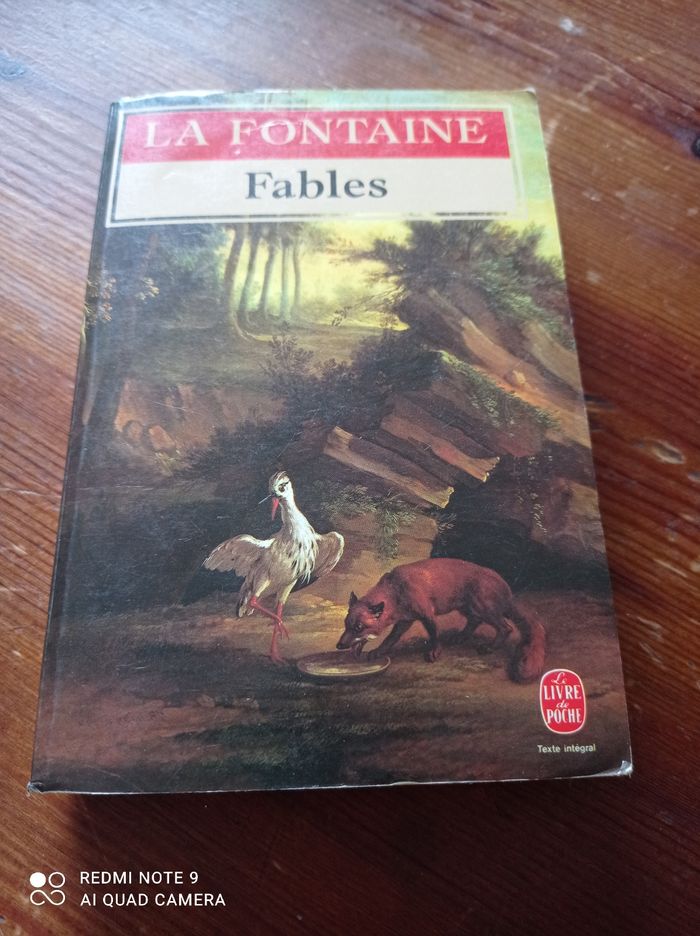 LA FONTAINE
Fables
Le
LIVRE
de
POCHE
Texte intégral
REDMI NOTE 9
AI QUAD CAMERA